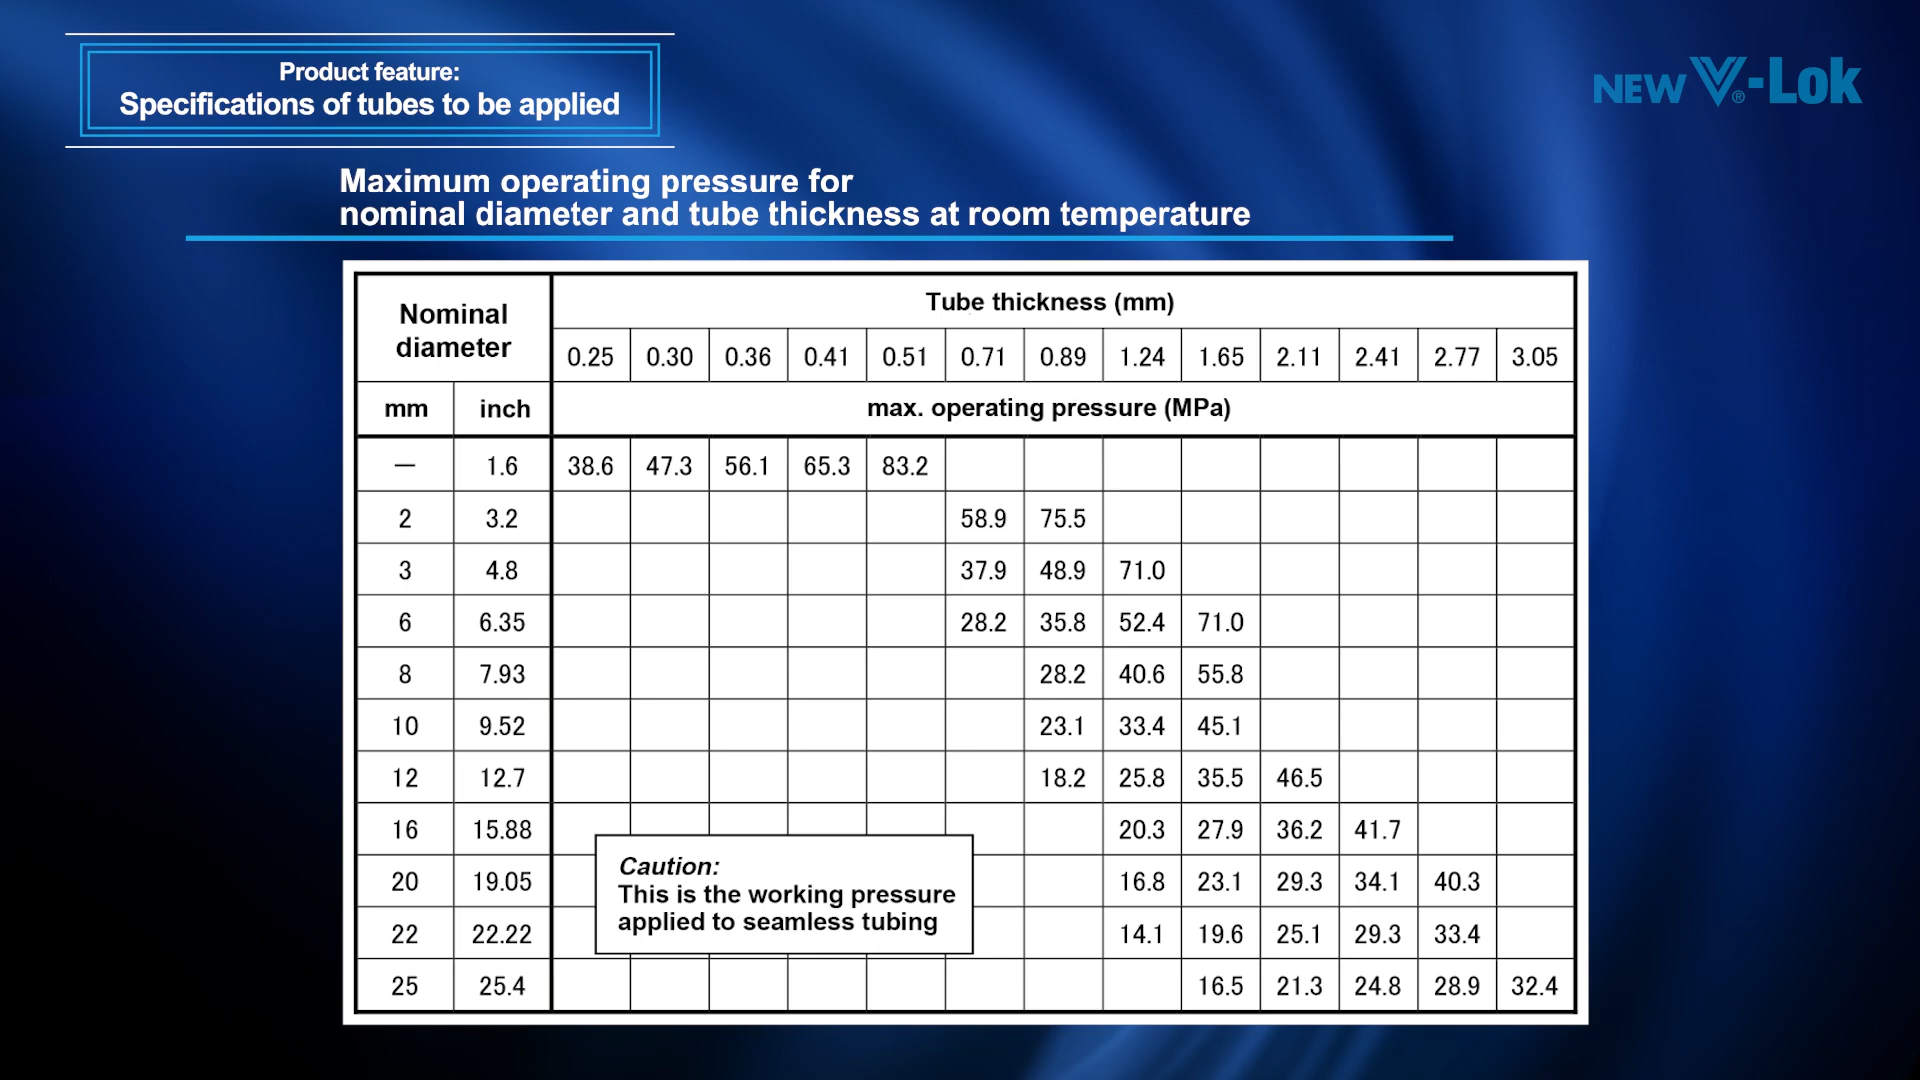 Product feature:
Specifications of tubes to be applied
NEW V®-Lok
Maximum operating pressure for
nominal diameter and tube thickness at room temperature
Nominal diameter Tube thickness (mm)
0.25 0.30 0.36 0.41 0.51 0.71 0.89 1.24 1.65 2.11 2.41 2.77 3.05
mm inch max. operating pressure (MPa)
— 1.6 38.6 47.3 56.1 65.3 83.2
2 3.2 58.9 75.5
3 4.8 37.9 48.9 71.0
6 6.35 28.2 35.8 52.4 71.0
8 7.93 28.2 40.6 55.8
10 9.52 23.1 33.4 45.1
12 12.7 18.2 25.8 35.5 46.5
16 15.88 20.3 27.9 36.2 41.7
20 19.05 16.8 23.1 29.3 34.1 40.3
22 22.22 14.1 19.6 25.1 29.3 33.4
25 25.4 16.5 21.3 24.8 28.9 32.4
Caution:
This is the working pressure
applied to seamless tubing